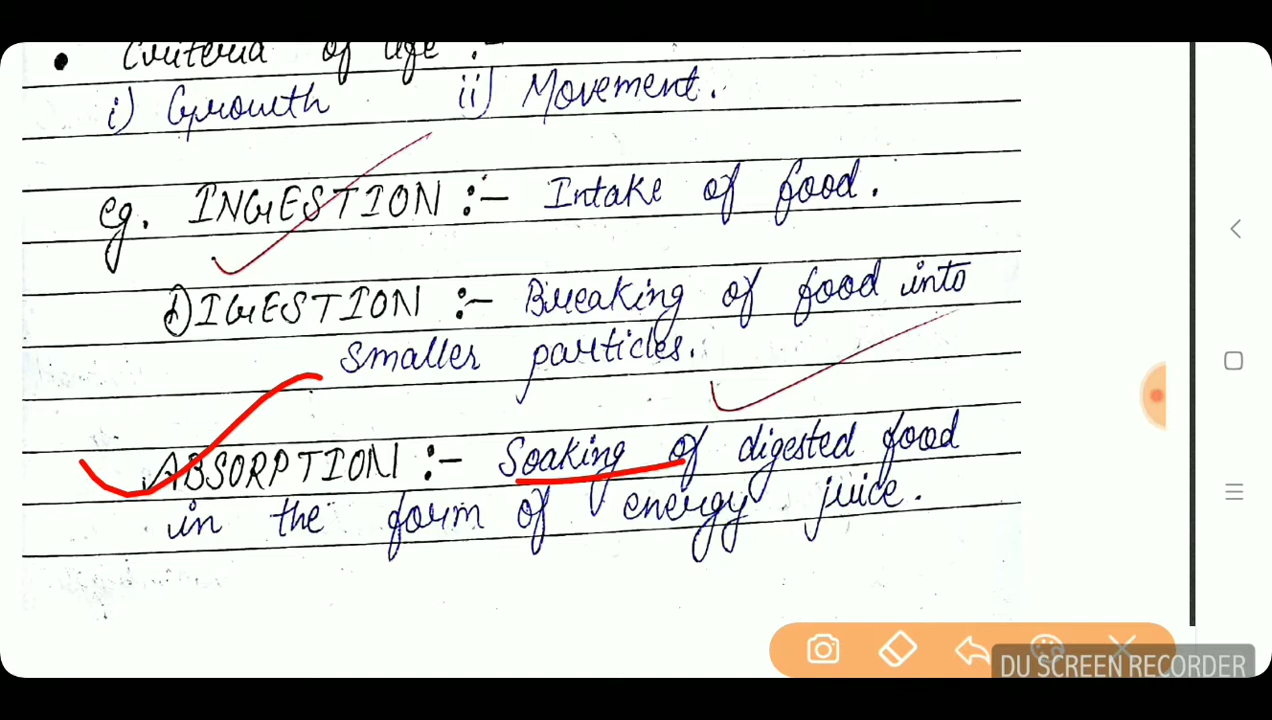 • Criteria of life :-
i) Growth ii) Movement.
eg. INGESTION :- Intake of food.
DIGESTION :- Breaking of food into
smaller particles.
ABSORPTION :- Soaking of digested food
in the form of energy juice.
DU SCREEN RECORDER